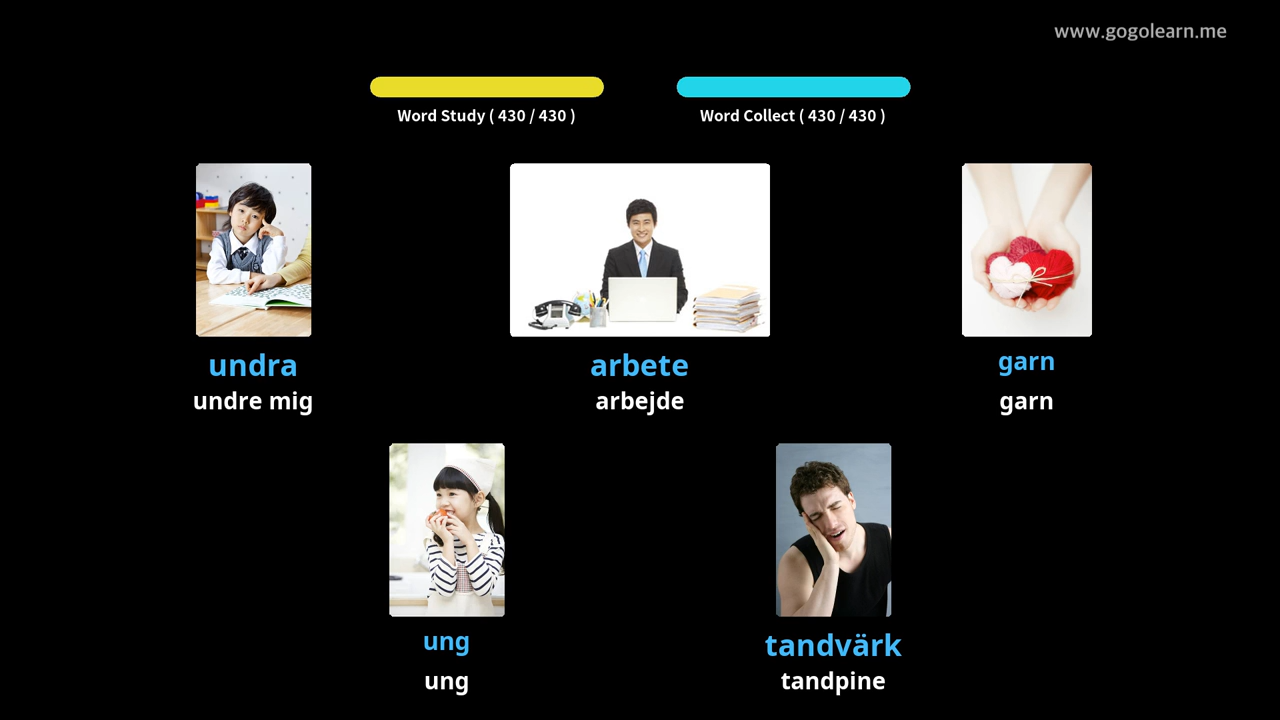 www.gogolearn.me
Word Study ( 430 / 430 )
Word Collect ( 430 / 430 )
undra
undre mig
arbete
arbejde
garn
garn
ung
ung
tandvärk
tandpine